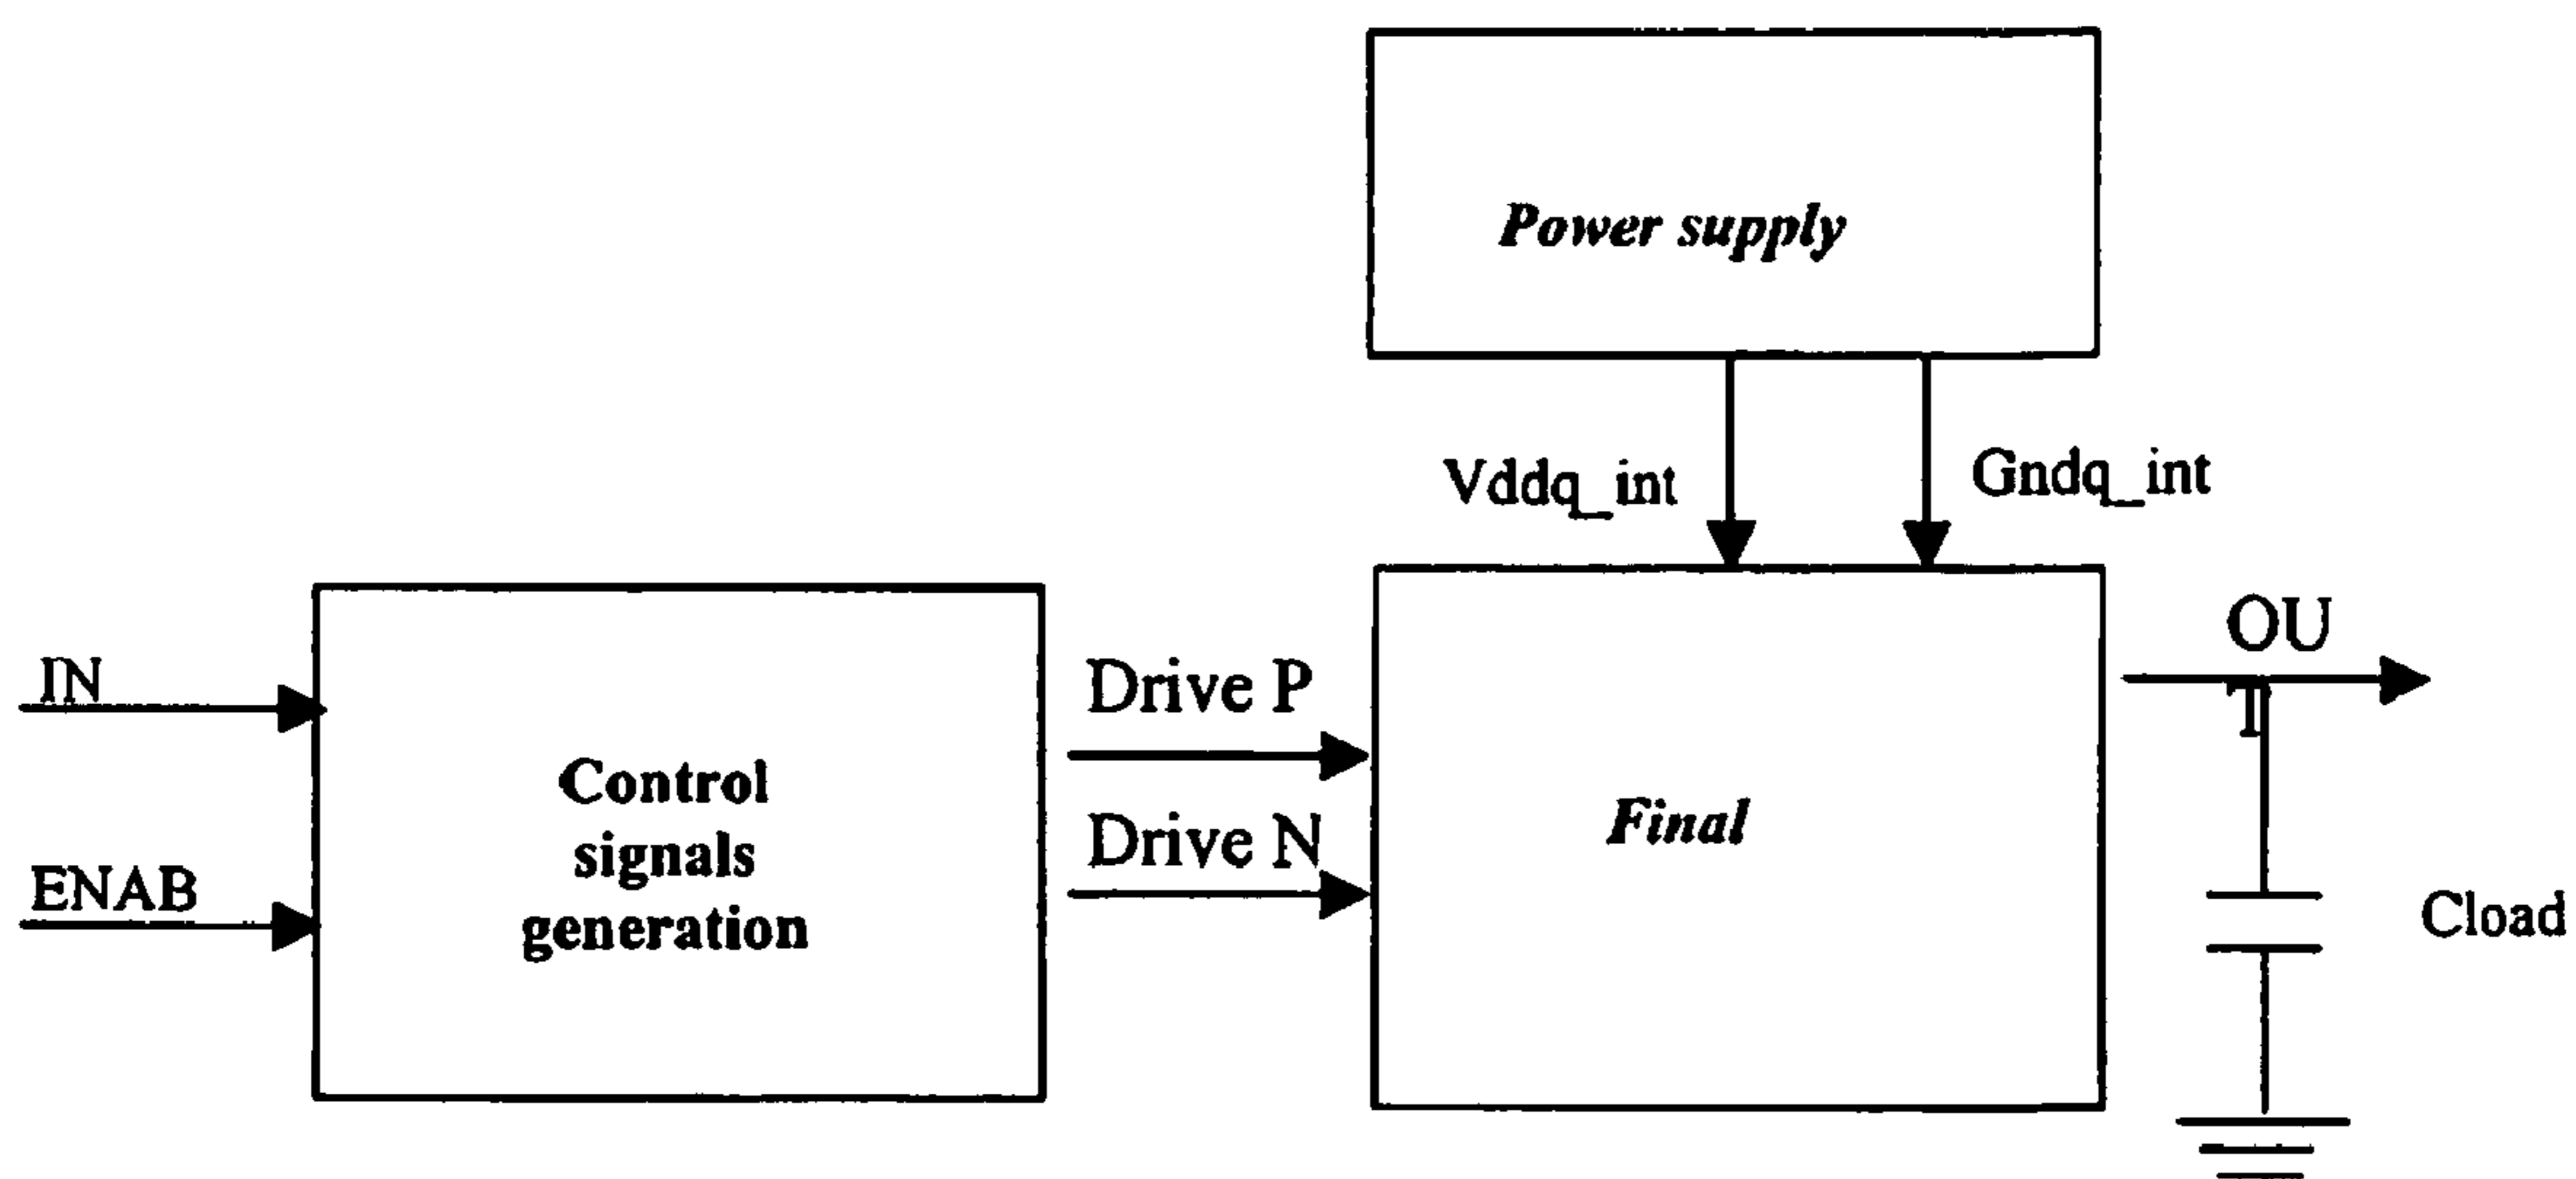 Power supply
Vddq_int
Gndq_int
IN
ENAB
Control
signals
generation
Drive P
Drive N
Final
OU
T
Cload